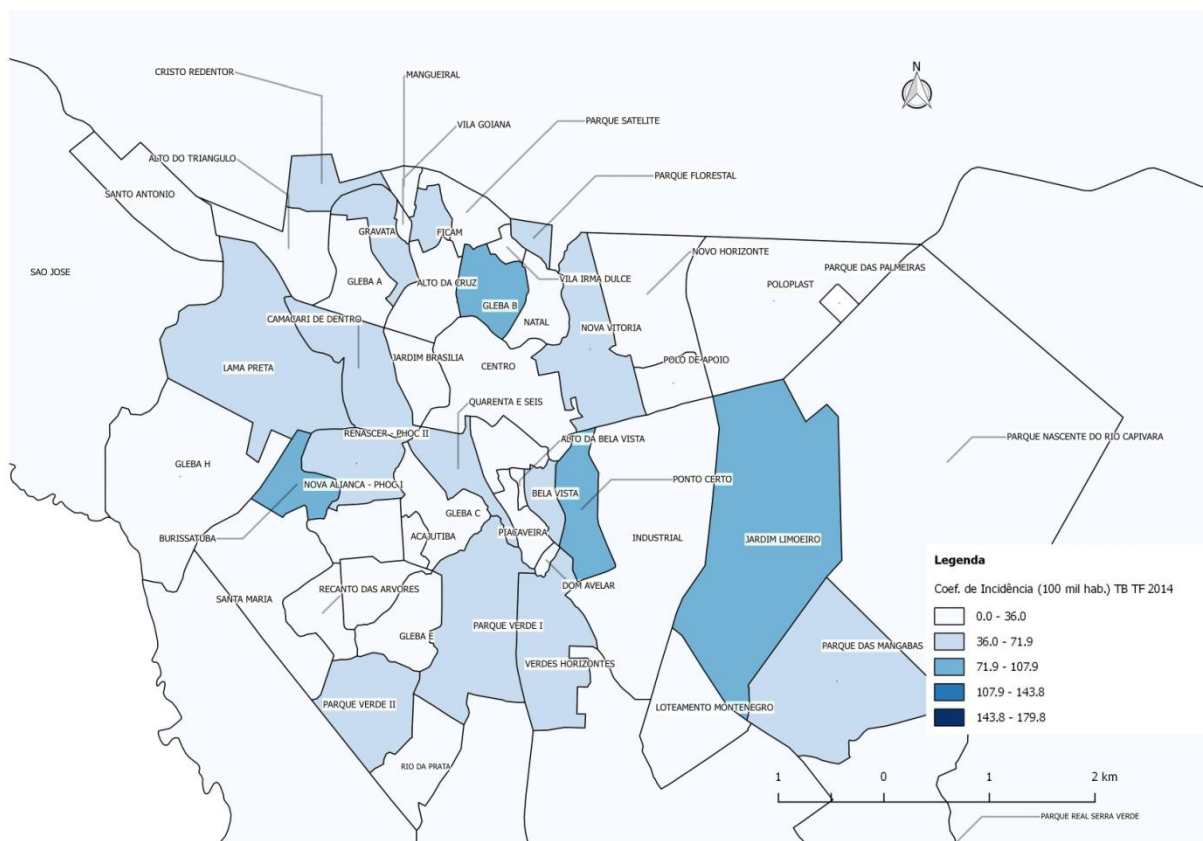 N
CRISTO REDENTOR
MANGUEIRAL
VILA GOIANA
PARQUE SATELITE
ALTO DO TRIANGULO
PARQUE FLORESTAL
SANTO ANTONIO
GRAVATA
FICAM
NOVO HORIZONTE
SAO JOSE
PARQUE DAS PALMEIRAS
GLEBA A
ALTO DA CRUZ
VILA IRMA DULCE
POLOPLAST
GLEBA B
CAMACARI DE DENTRO
NATAL
NOVA VITORIA
JARDIM BRASILIA
POLO DE APOIO
LAMA PRETA
CENTRO
QUARENTA E SEIS
RENASCER - PHOC II
ALTO DA BELA VISTA
PARQUE NASCENTE DO RIO CAPIVARA
GLEBA H
NOVA ALIANCA - PHOC I
BELA VISTA
PONTO CERTO
GLEBA C
PIACAVEIRA
BURISSATUBA
ACAJUTIBA
INDUSTRIAL
JARDIM LIMOEIRO
DOM AVELAR
SANTA MARIA
RECANTO DAS ARVORES
PARQUE VERDE I
GLEBA E
PARQUE DAS MANGABAS
VERDES HORIZONTES
PARQUE VERDE II
LOTEAMENTO MONTENEGRO
RIO DA PRATA
PARQUE REAL SERRA VERDE
Legenda
Coef. de Incidência (100 mil hab.) TB TF 2014
0.0 - 36.0
36.0 - 71.9
71.9 - 107.9
107.9 - 143.8
143.8 - 179.8
1 0 1 2 km